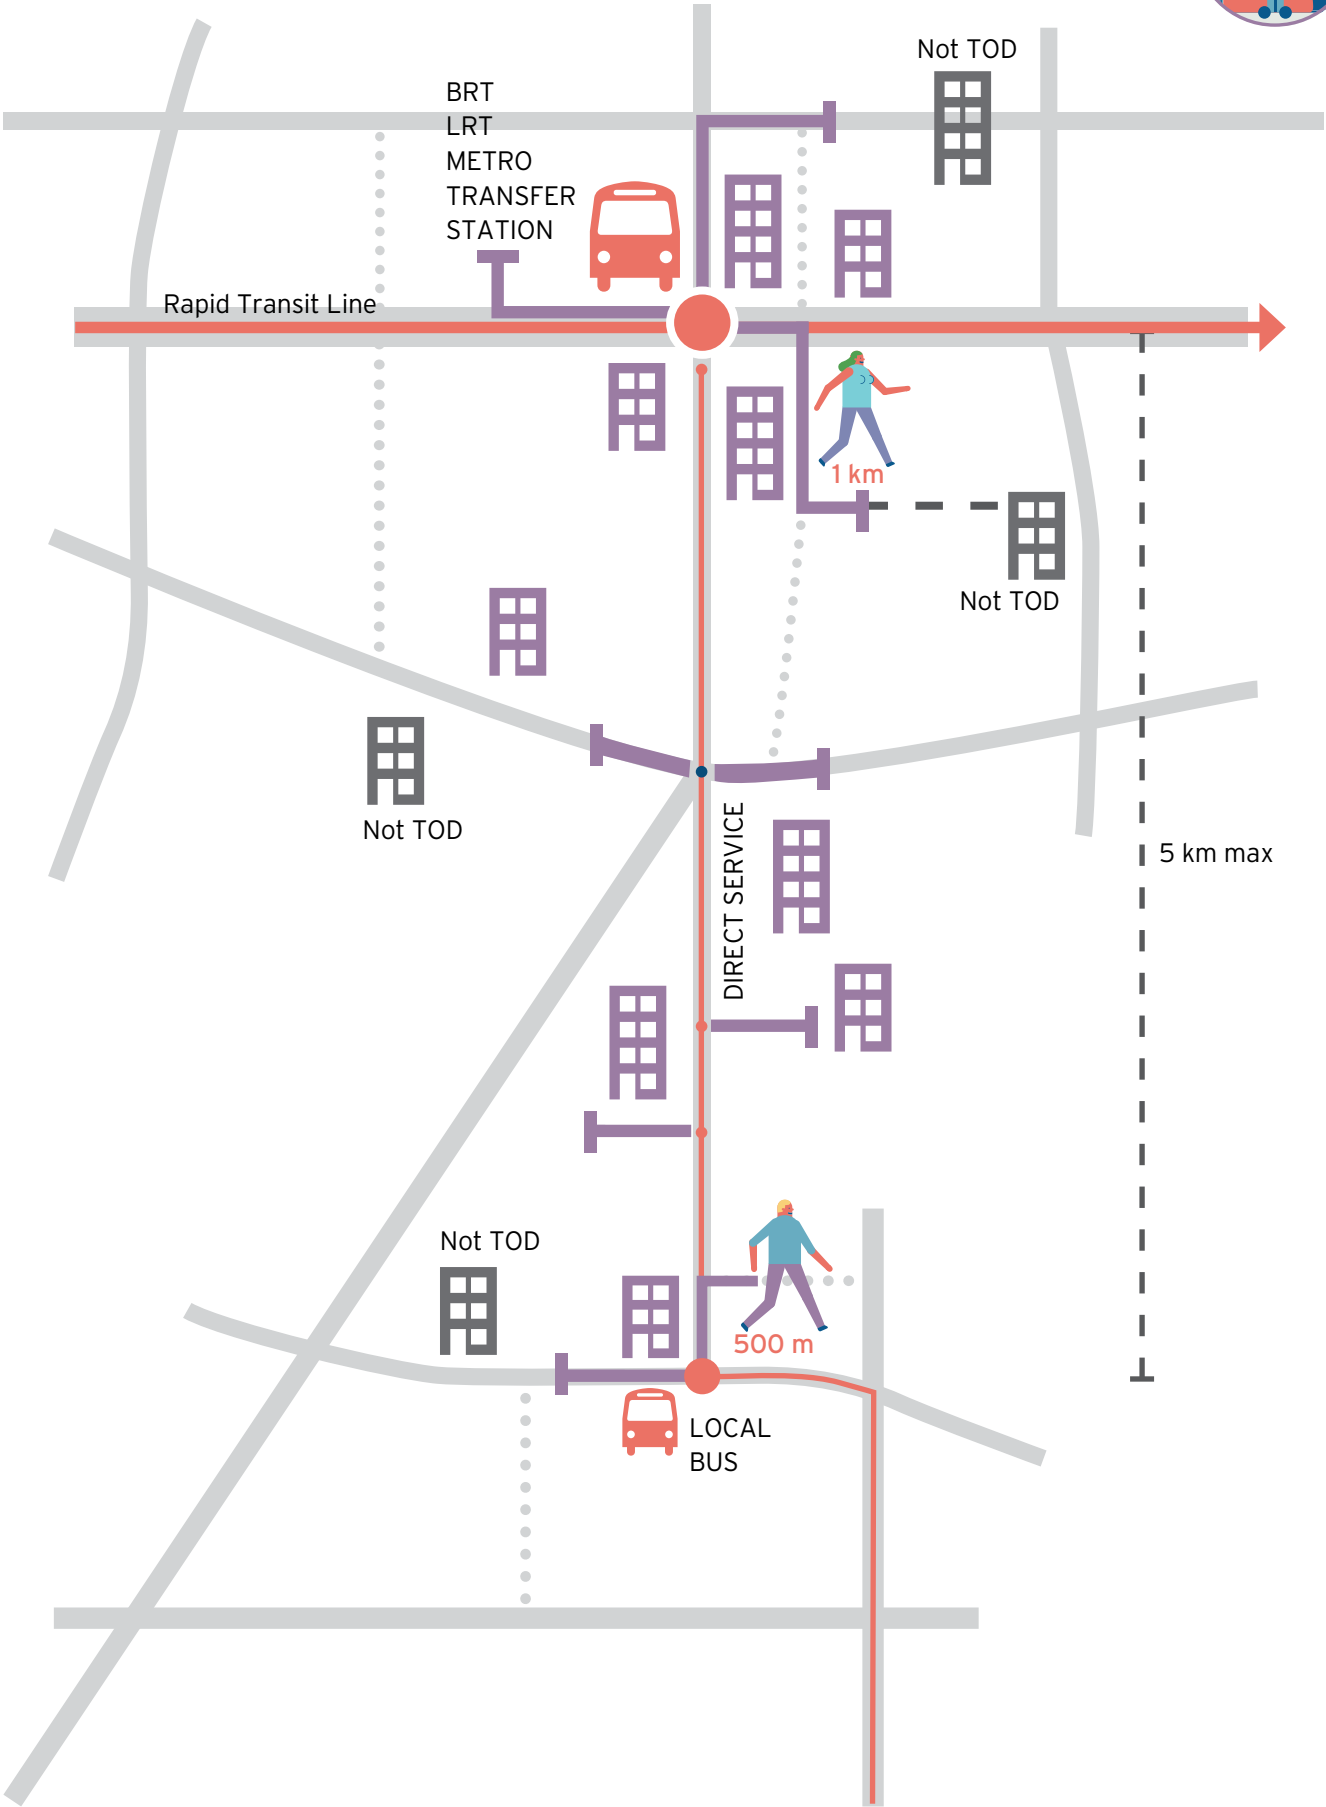 Not TOD
BRT
LRT
METRO
TRANSFER
STATION
Rapid Transit Line
1 km
Not TOD
Not TOD
DIRECT SERVICE
5 km max
Not TOD
500 m
LOCAL
BUS